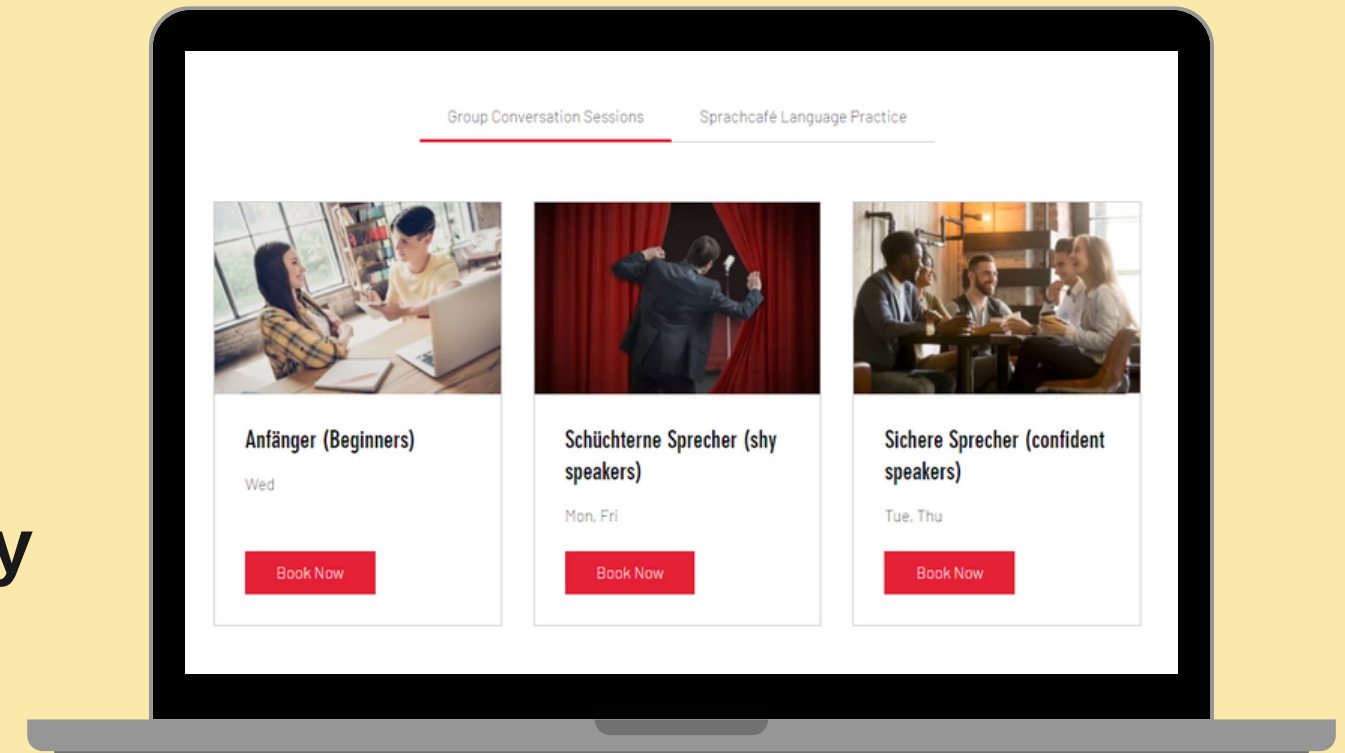 Group Conversation Sessions
Sprachcafé Language Practice
Anfänger (Beginners)
Wed
Book Now
Schüchterne Sprecher (shy
speakers)
Mon, Fri
Book Now
Sichere Sprecher (confident
speakers)
Tue, Thu
Book Now
y